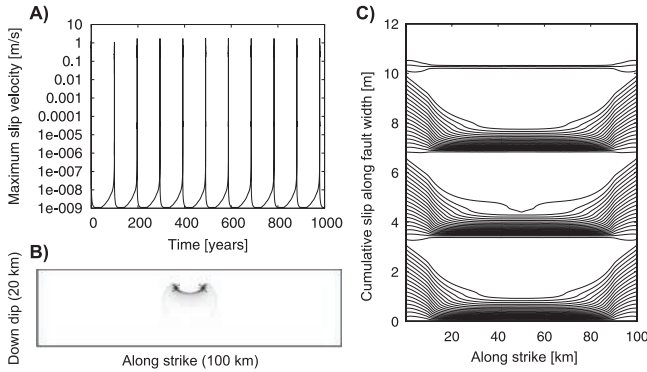 A)
Maximum slip velocity [m/s]
10
1
0.1
0.01
0.001
0.0001
1e-005
1e-006
1e-007
1e-008
1e-009
0 200 400 600 800 1000
Time [years]
B)
Down dip (20 km)
Along strike (100 km)
C)
Cumulative slip along fault width [m]
12
10
8
6
4
2
0
20 40 60 80 100
Along strike [km]